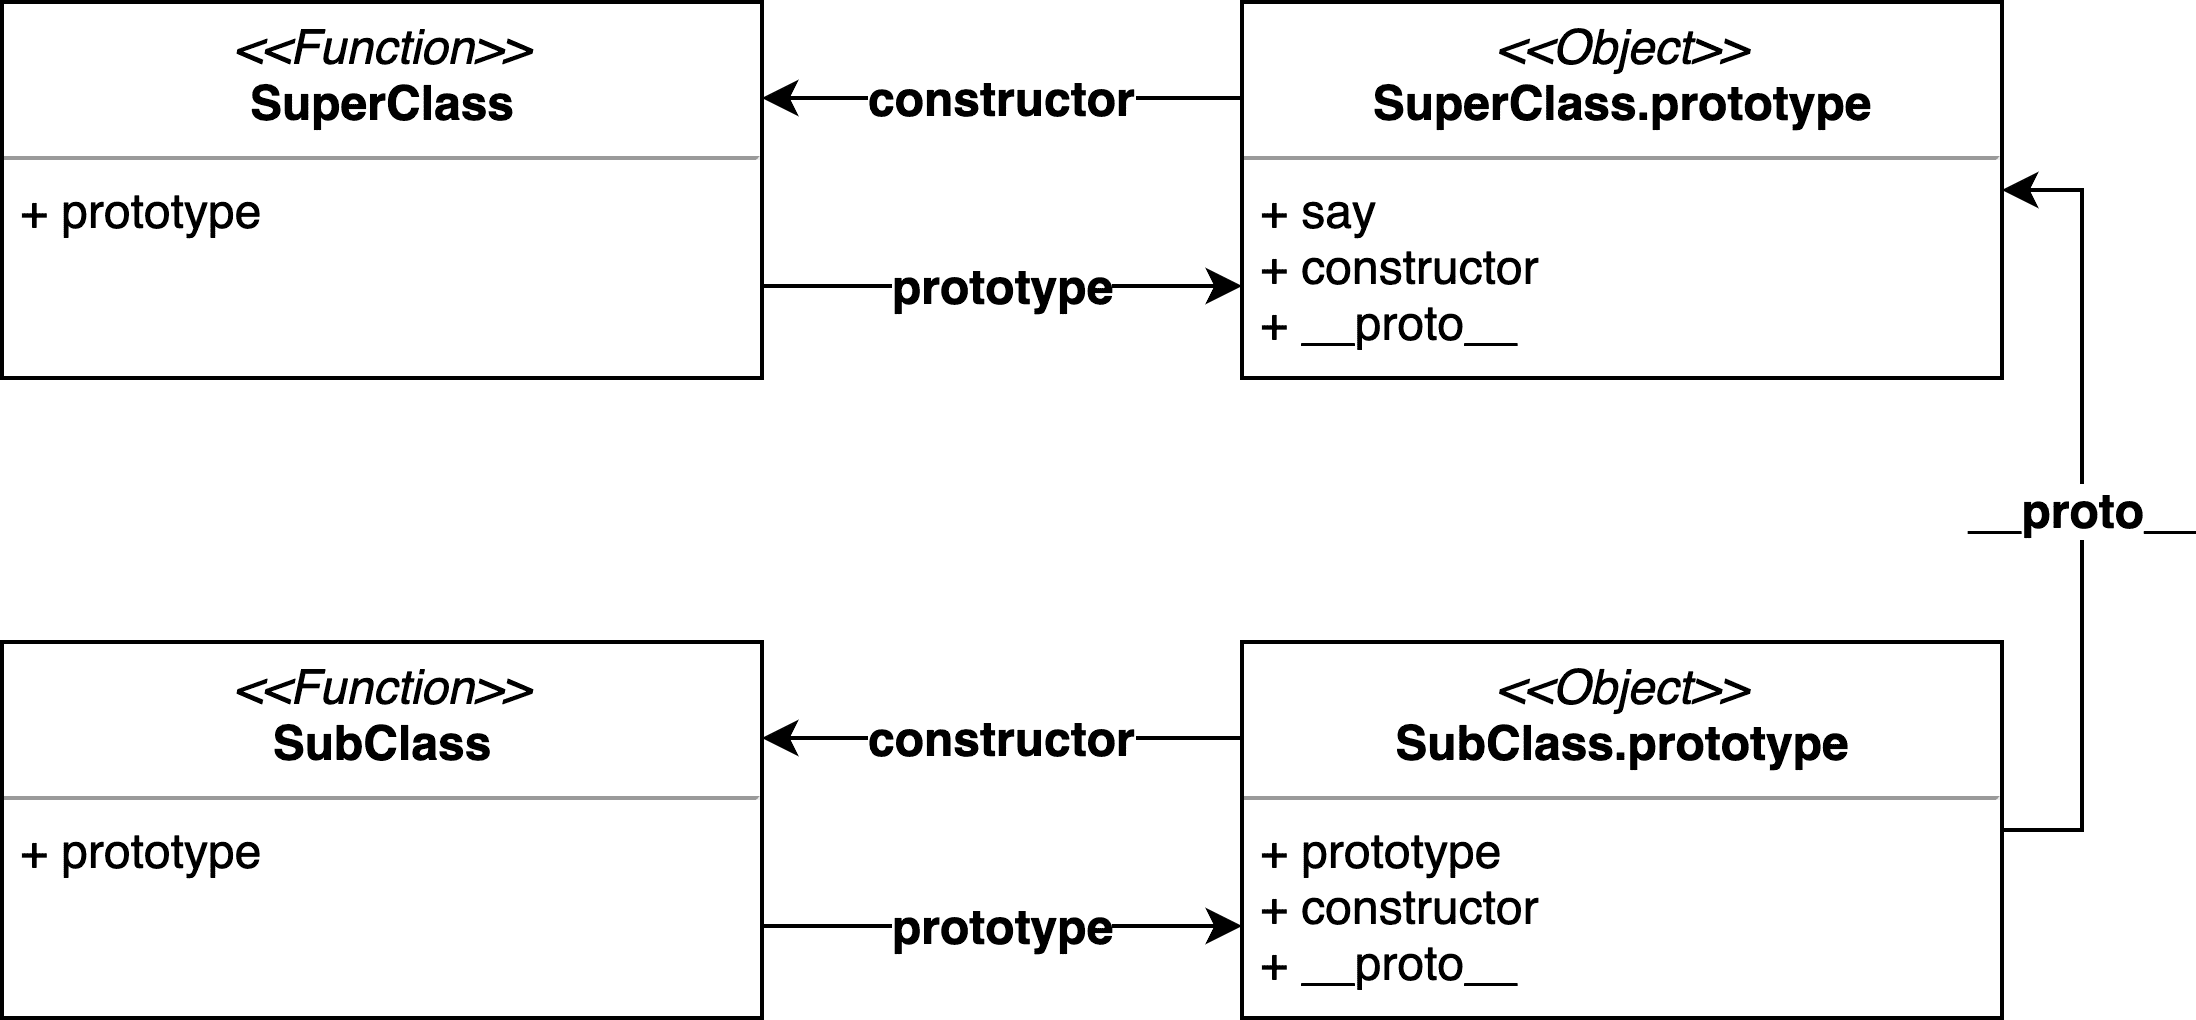 <<Function>>
SuperClass
+ prototype
constructor
prototype
<<Object>>
SuperClass.prototype
+ say
+ constructor
+ __proto__
__proto__
<<Function>>
SubClass
+ prototype
constructor
prototype
<<Object>>
SubClass.prototype
+ prototype
+ constructor
+ __proto__